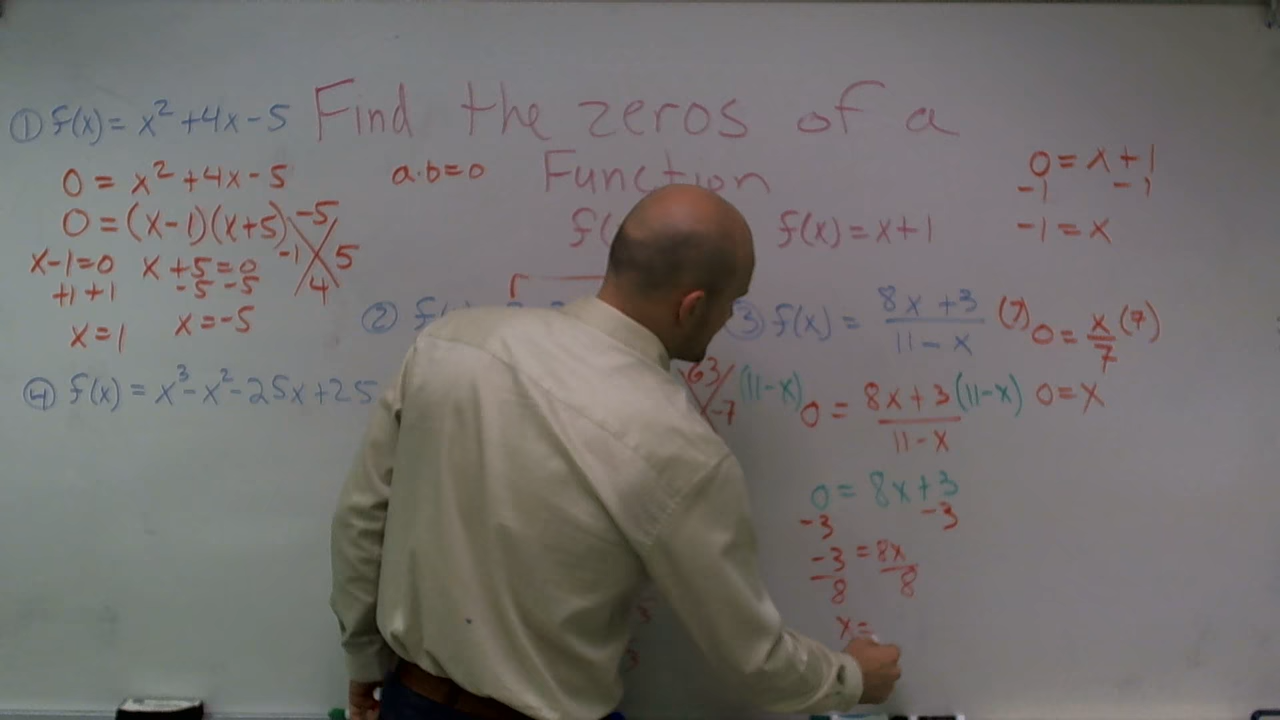 Find the zeros of a
Function
① f(x) = x² + 4x - 5
0 = x² + 4x - 5
0 = (x-1)(x+5)
x-1=0 x+5=0
+1 +1 -5 -5
x=1 x=-5
-5
-1 5
4
a·b=0
f(
f(x)=x+1
0 = x+1
-1 -1
-1 = x
②
③ f(x) = 8x+3
11-x
(7) 0 = x (7)
7
0=x
63
-7
(11-x) 0 = 8x+3 (11-x)
11-x
0 = 8x+3
-3 -3
-3 = 8x
8 8
x=
④ f(x) = x³-x²-25x+25